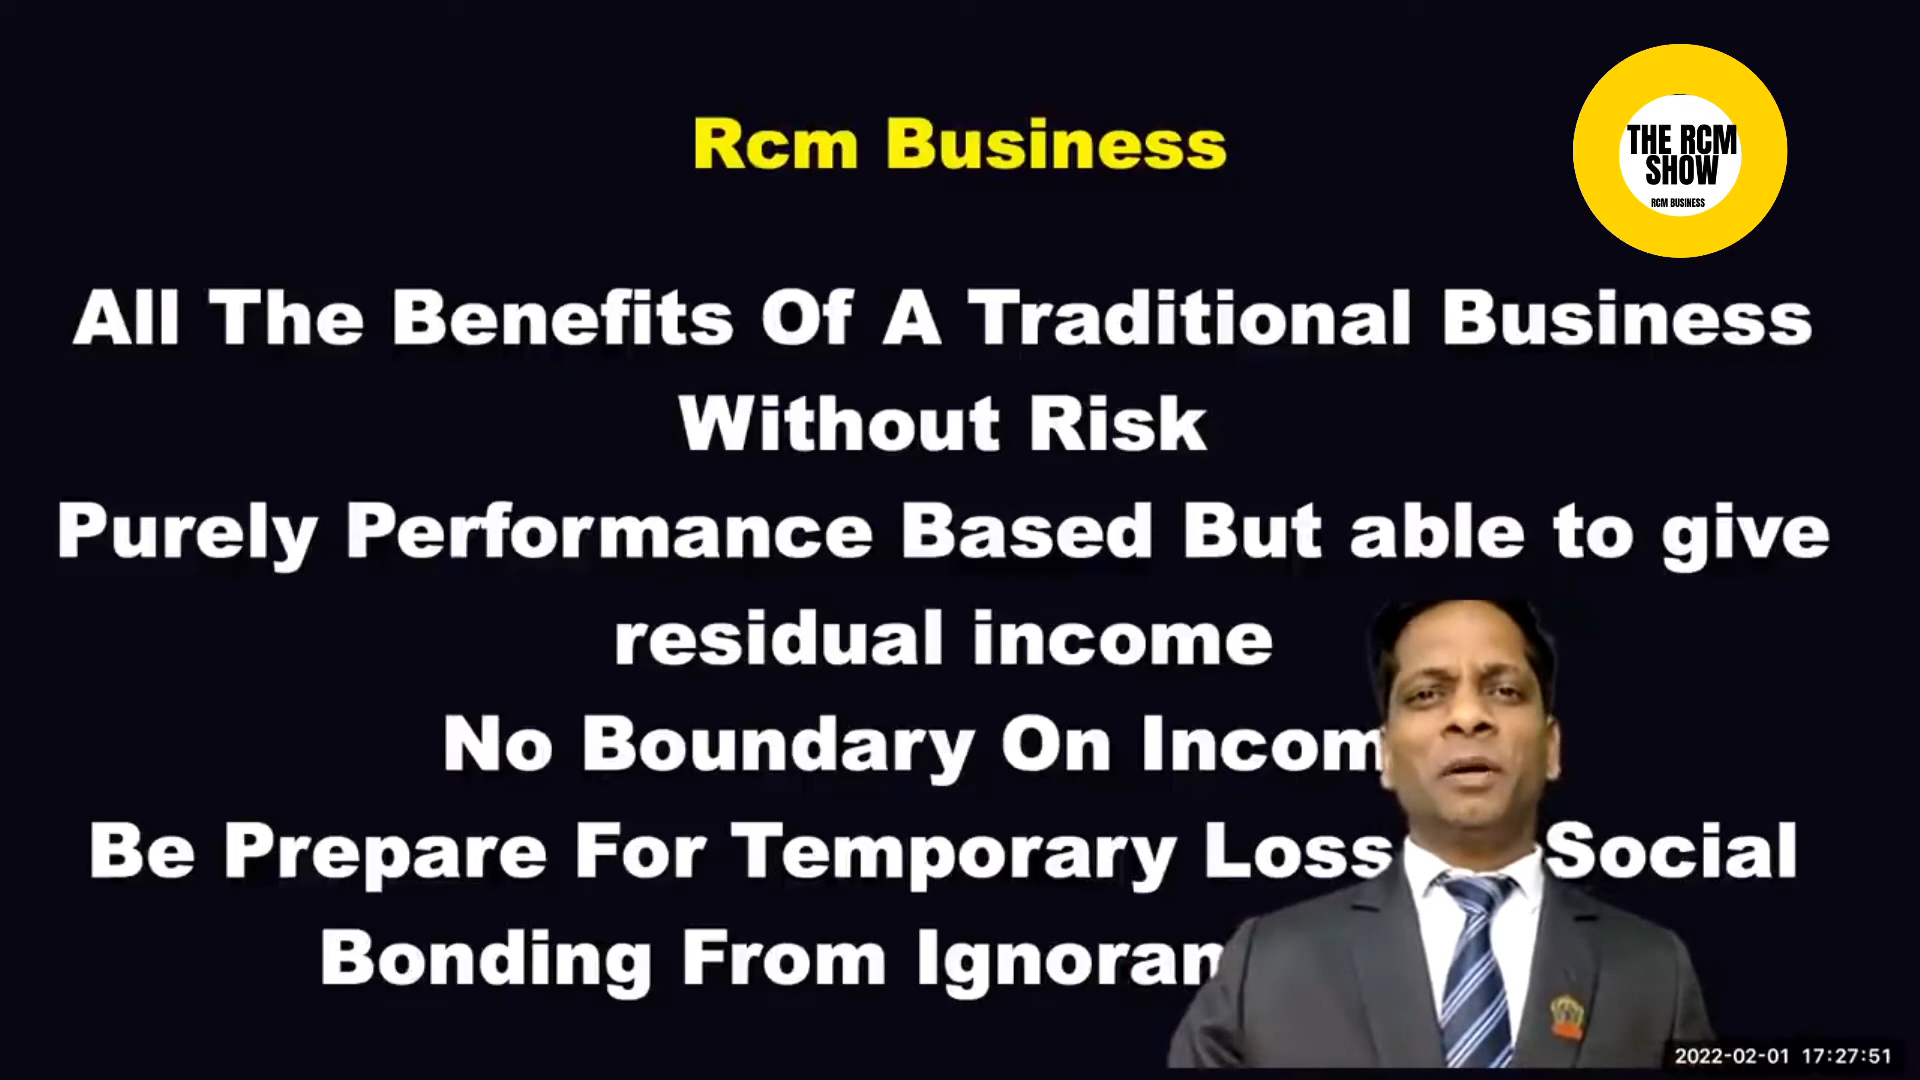 Rcm Business
THE RCM
SHOW
RCM BUSINESS
All The Benefits Of A Traditional Business
Without Risk
Purely Performance Based But able to give
residual income
No Boundary On Incom
Be Prepare For Temporary Loss Social
Bonding From Ignoran
2022-02-01 17:27:51